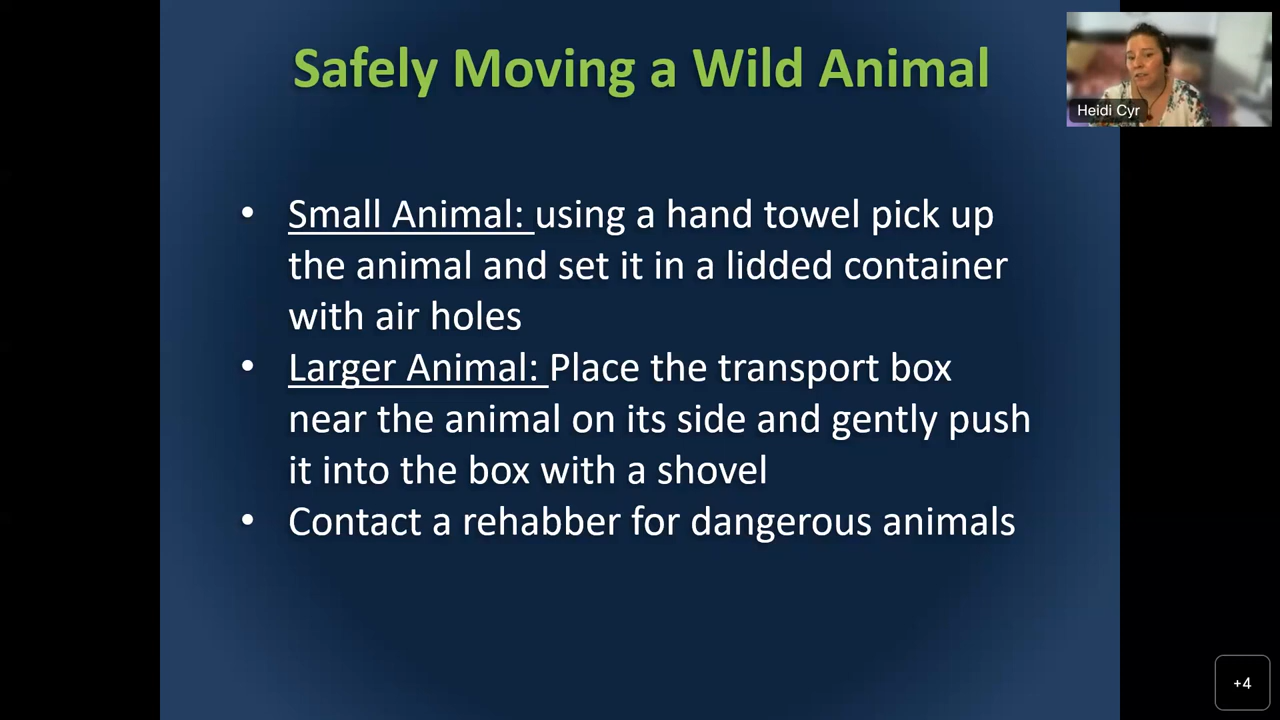 Safely Moving a Wild Animal
Heidi Cyr
• Small Animal: using a hand towel pick up
the animal and set it in a lidded container
with air holes
• Larger Animal: Place the transport box
near the animal on its side and gently push
it into the box with a shovel
• Contact a rehabber for dangerous animals
+4